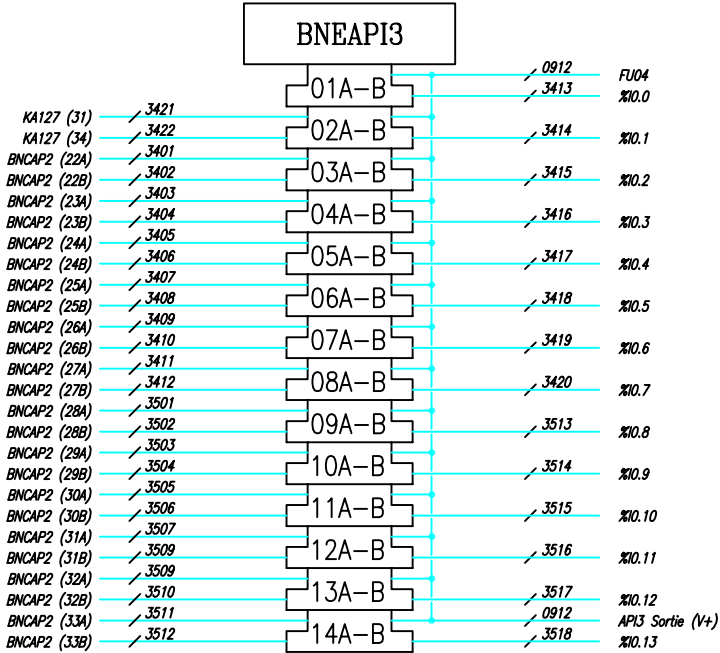 BNEAPI3
0912 FU04
01A-B 3413 %I0.0
KA127 (31) 3421
KA127 (34) 3422 02A-B 3414 %I0.1
BNCAP2 (22A) 3401
BNCAP2 (22B) 3402 03A-B 3415 %I0.2
BNCAP2 (23A) 3403
BNCAP2 (23B) 3404 04A-B 3416 %I0.3
BNCAP2 (24A) 3405
BNCAP2 (24B) 3406 05A-B 3417 %I0.4
BNCAP2 (25A) 3407
BNCAP2 (25B) 3408 06A-B 3418 %I0.5
BNCAP2 (26A) 3409
BNCAP2 (26B) 3410 07A-B 3419 %I0.6
BNCAP2 (27A) 3411
BNCAP2 (27B) 3412 08A-B 3420 %I0.7
BNCAP2 (28A) 3501
BNCAP2 (28B) 3502 09A-B 3513 %I0.8
BNCAP2 (29A) 3503
BNCAP2 (29B) 3504 10A-B 3514 %I0.9
BNCAP2 (30A) 3505
BNCAP2 (30B) 3506 11A-B 3515 %I0.10
BNCAP2 (31A) 3507
BNCAP2 (31B) 3509 12A-B 3516 %I0.11
BNCAP2 (32A) 3509
BNCAP2 (32B) 3510 13A-B 3517 %I0.12
BNCAP2 (33A) 3511 0912 API3 Sortie (V+)
BNCAP2 (33B) 3512 14A-B 3518 %I0.13